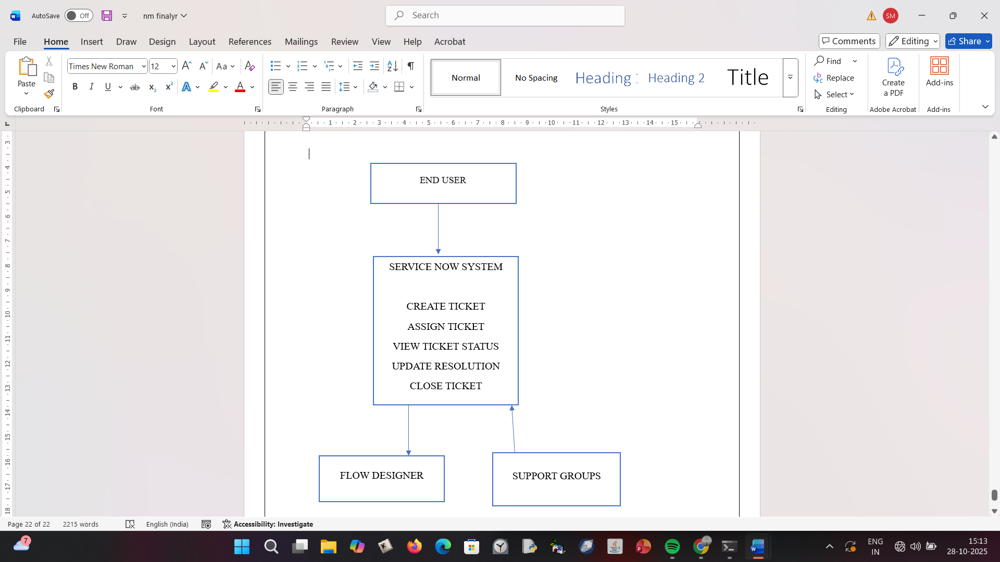 AutoSave Off nm finalyr Search SM
File Home Insert Draw Design Layout References Mailings Review View Help Acrobat Comments Editing Share
Paste Times New Roman 12 Aa Normal No Spacing Heading 1 Heading 2 Title Find Replace Select Create a PDF Add-ins
Clipboard Font Paragraph Styles Editing Adobe Acrobat Add-ins
1 2 3 4 5 6 7 8 9 10 11 12 13 14 15
3 4 5 6 7 8 9 10 11 12 13 14 15 16 17 18
END USER
SERVICE NOW SYSTEM
CREATE TICKET
ASSIGN TICKET
VIEW TICKET STATUS
UPDATE RESOLUTION
CLOSE TICKET
FLOW DESIGNER
SUPPORT GROUPS
Page 22 of 22 2215 words English (India) Accessibility: Investigate
7 ENG IN 15:13 28-10-2025